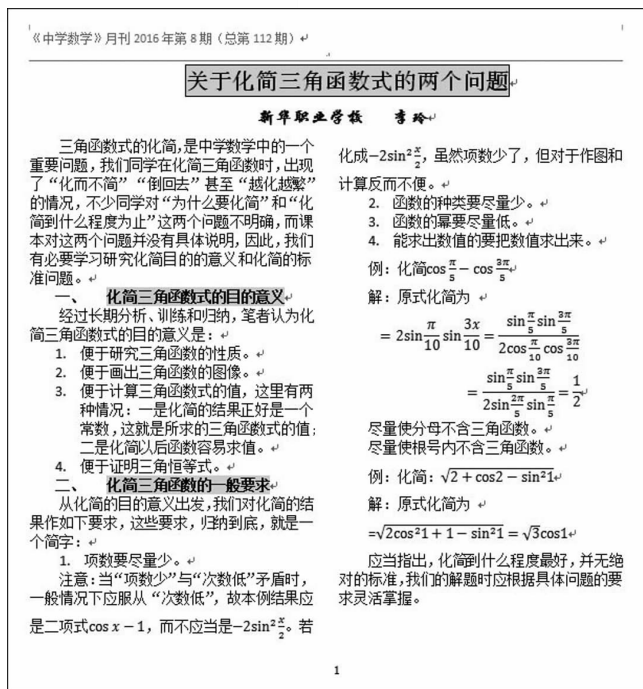 《中学数学》月刊 2016 年第 8 期（总第 112 期）
关于化简三角函数式的两个问题
新华职业学校 李玲
三角函数式的化简，是中学数学中的一个
重要问题，我们同学在化简三角函数时，出现
了“化而不简”“倒回去”甚至“越化越繁”
的情况，不少同学对“为什么要化简”和“化
简到什么程度为止”这两个问题不明确，而课
本对这两个问题并没有具体说明，因此，我们
有必要学习研究化简目的的意义和化简的标
准问题。
一、 化简三角函数式的目的意义
经过长期分析、训练和归纳，笔者认为化
简三角函数式的目的意义是：
1. 便于研究三角函数的性质。
2. 便于画出三角函数的图像。
3. 便于计算三角函数式的值，这里有两
种情况：一是化简的结果正好是一个
常数，这就是所求的三角函数式的值；
二是化简以后函数容易求值。
4. 便于证明三角恒等式。
二、 化简三角函数的一般要求
从化简的目的意义出发，我们对化简的结
果作如下要求，这些要求，归纳到底，就是一
个简字：
1. 项数要尽量少。
注意：当“项数少”与“次数低”矛盾时，
一般情况下应服从“次数低”，故本例结果应
是二项式cos x − 1，而不应当是−2sin² x/2。若
化成−2sin² x/2，虽然项数少了，但对于作图和
计算反而不便。
2. 函数的种类要尽量少。
3. 函数的幂要尽量低。
4. 能求出数值的要把数值求出来。
例：化简cos π/5 − cos 3π/5
解：原式化简为
= 2sin π/10 sin 3x/10 = (sin π/5 sin 3π/5)/(2cos π/10 cos 3π/10)
= (sin π/5 sin 3π/5)/(2sin 2π/5 sin π/5) = 1/2
尽量使分母不含三角函数。
尽量使根号内不含三角函数。
例：化简：√(2 + cos2 − sin²1)
解：原式化简为
=√(2cos²1 + 1 − sin²1) = √3cos1
应当指出，化简到什么程度最好，并无绝
对的标准，我们的解题时应根据具体问题的要
求灵活掌握。
1